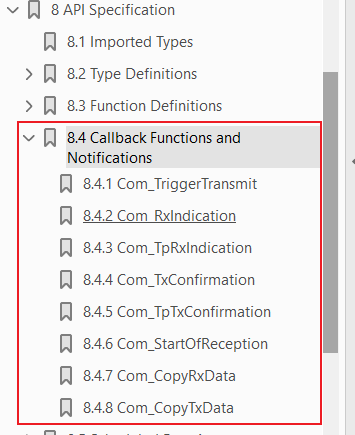 8 API Specification
8.1 Imported Types
8.2 Type Definitions
8.3 Function Definitions
8.4 Callback Functions and
Notifications
8.4.1 Com_TriggerTransmit
8.4.2 Com_RxIndication
8.4.3 Com_TpRxIndication
8.4.4 Com_TxConfirmation
8.4.5 Com_TpTxConfirmation
8.4.6 Com_StartOfReception
8.4.7 Com_CopyRxData
8.4.8 Com_CopyTxData